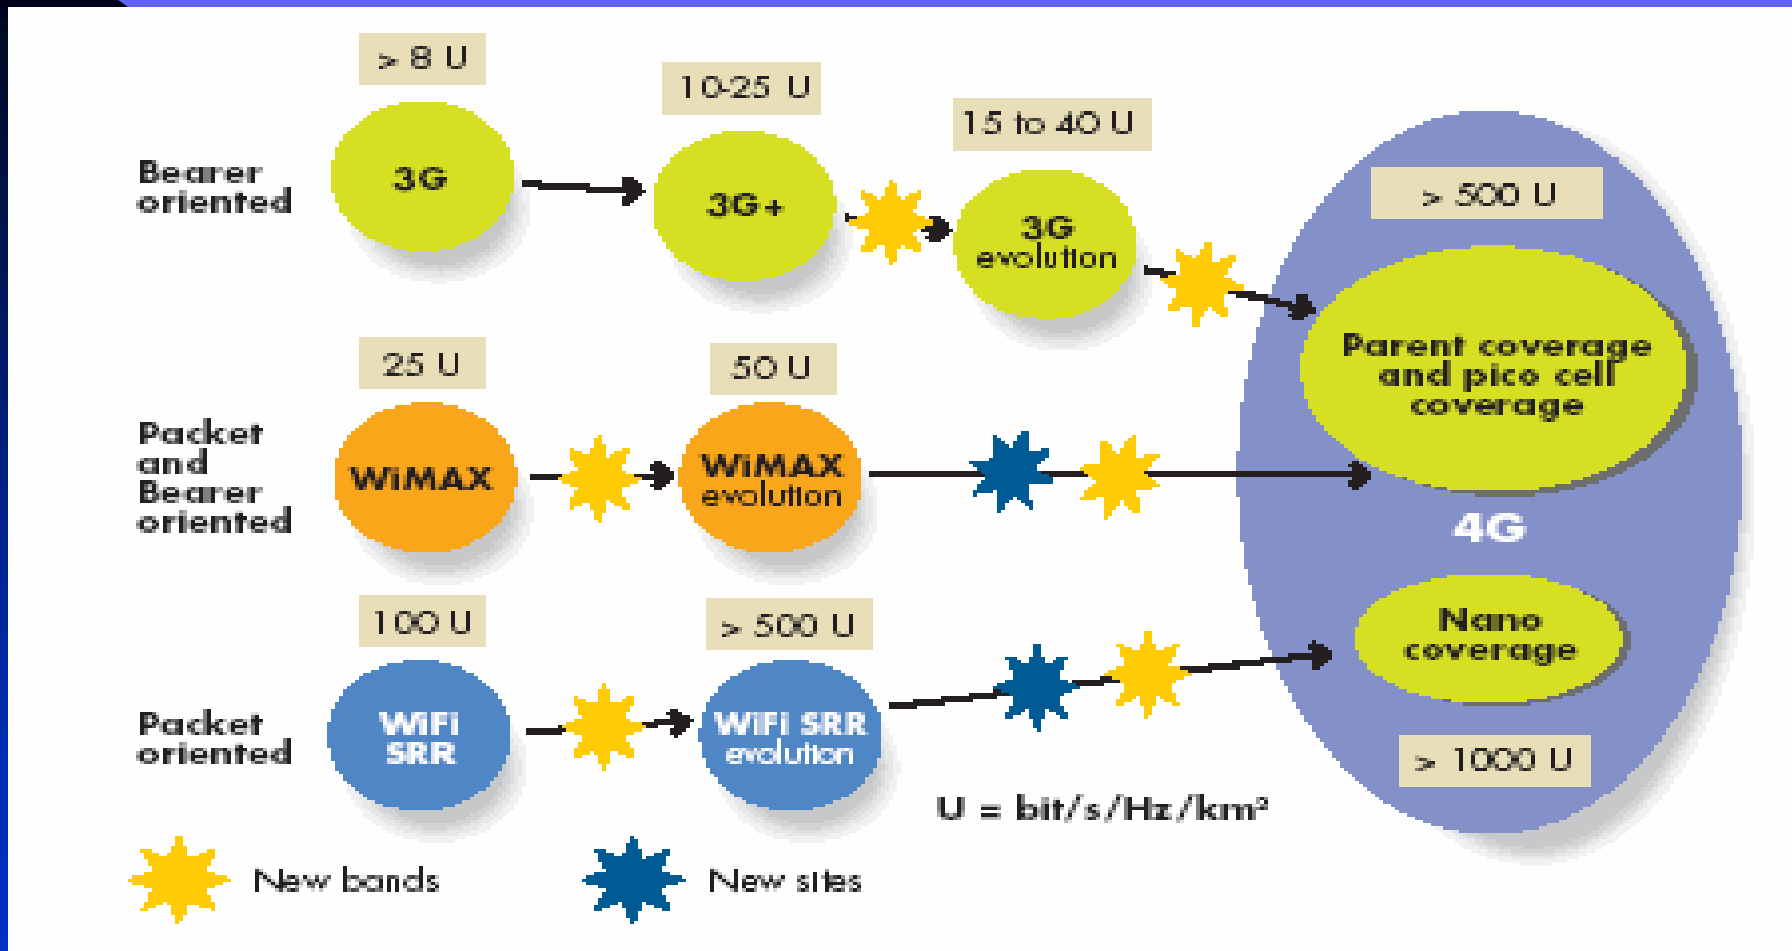 > 8 U
10-25 U
15 to 40 U
> 500 U
Bearer
oriented
3G
3G+
3G
evolution
Parent coverage
and pico cell
coverage
25 U
50 U
Packet
and
Bearer
oriented
WiMAX
WiMAX
evolution
4G
100 U
> 500 U
Nano
coverage
Packet
oriented
WiFi
SRR
WiFi SRR
evolution
> 1000 U
U = bit/s/Hz/km²
New bands
New sites